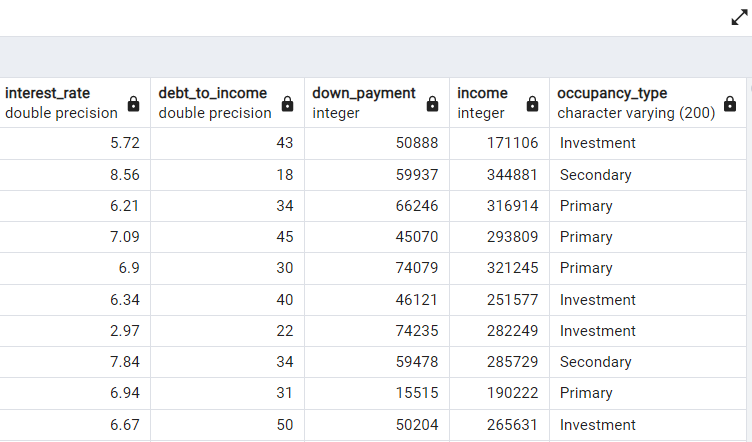 interest_rate debt_to_income down_payment income occupancy_type
double precision double precision integer integer character varying (200)
5.72 43 50888 171106 Investment
8.56 18 59937 344881 Secondary
6.21 34 66246 316914 Primary
7.09 45 45070 293809 Primary
6.9 30 74079 321245 Primary
6.34 40 46121 251577 Investment
2.97 22 74235 282249 Investment
7.84 34 59478 285729 Secondary
6.94 31 15515 190222 Primary
6.67 50 50204 265631 Investment